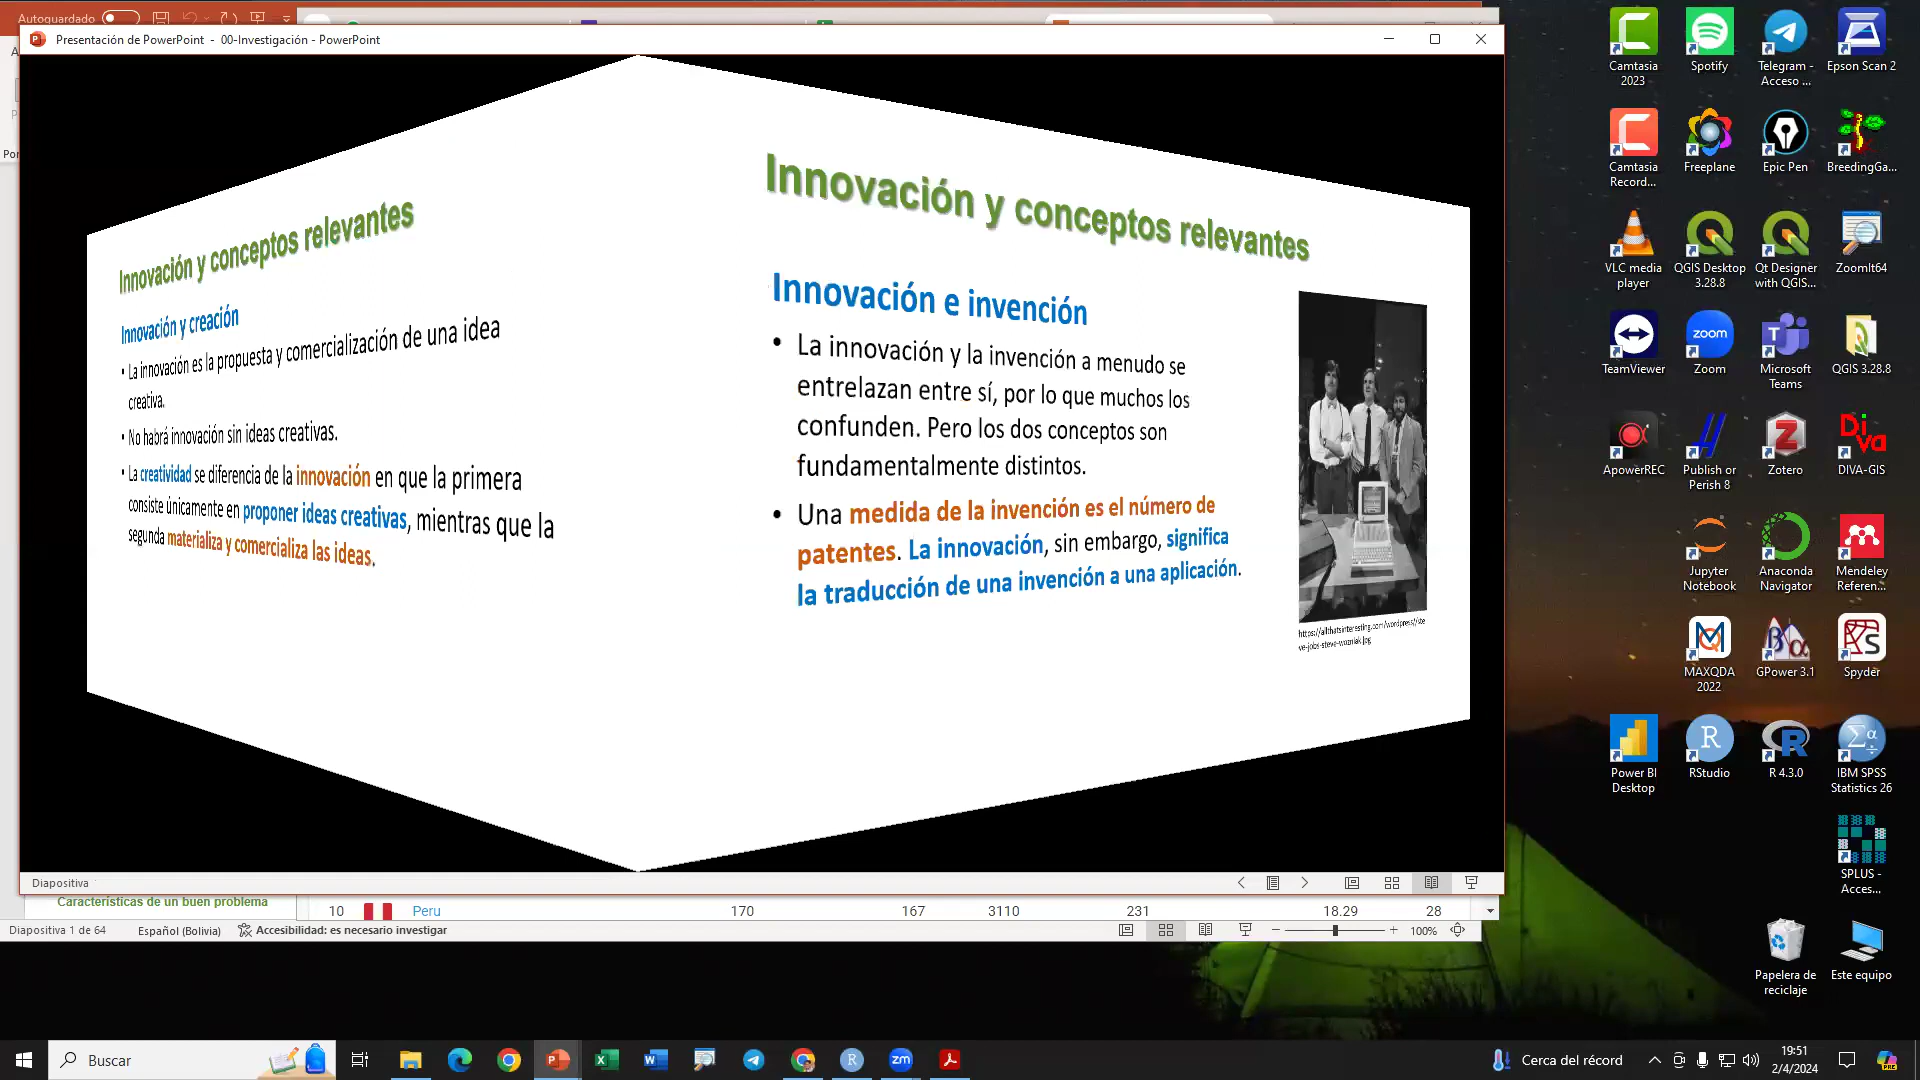 Autoguardado
Presentación de PowerPoint - 00-Investigación - PowerPoint
Innovación y conceptos relevantes
Innovación y creación
• La innovación es la propuesta y comercialización de una idea
creativa.
• No habrá innovación sin ideas creativas.
• La creatividad se diferencia de la innovación en que la primera
consiste únicamente en proponer ideas creativas, mientras que la
segunda materializa y comercializa las ideas.
Innovación y conceptos relevantes
Innovación e invención
• La innovación y la invención a menudo se
entrelazan entre sí, por lo que muchos los
confunden. Pero los dos conceptos son
fundamentalmente distintos.
• Una medida de la invención es el número de
patentes. La innovación, sin embargo, significa
la traducción de una invención a una aplicación.
https://allthatsinteresting.com/wordpress//ste
ve-jobs-steve-wozniak.jpg
Diapositiva
Características de un buen problema
10 Peru 170 167 3110 231 18.29 28
Diapositiva 1 de 64 Español (Bolivia) Accesibilidad: es necesario investigar 100%
Camtasia
2023
Spotify
Telegram -
Acceso ...
Epson Scan 2
Camtasia
Record...
Freeplane
Epic Pen
BreedingGa...
VLC media
player
QGIS Desktop
3.28.8
Qt Designer
with QGIS...
ZoomIt64
TeamViewer
zoom
Zoom
Microsoft
Teams
QGIS 3.28.8
ApowerREC
Publish or
Perish 8
Zotero
DIVA-GIS
Jupyter
Notebook
Anaconda
Navigator
Mendeley
Referen...
MAXQDA
2022
GPower 3.1
Spyder
Power BI
Desktop
RStudio
R 4.3.0
IBM SPSS
Statistics 26
SPLUS -
Acces...
Papelera de
reciclaje
Este equipo
Buscar
Cerca del récord
19:51
2/4/2024